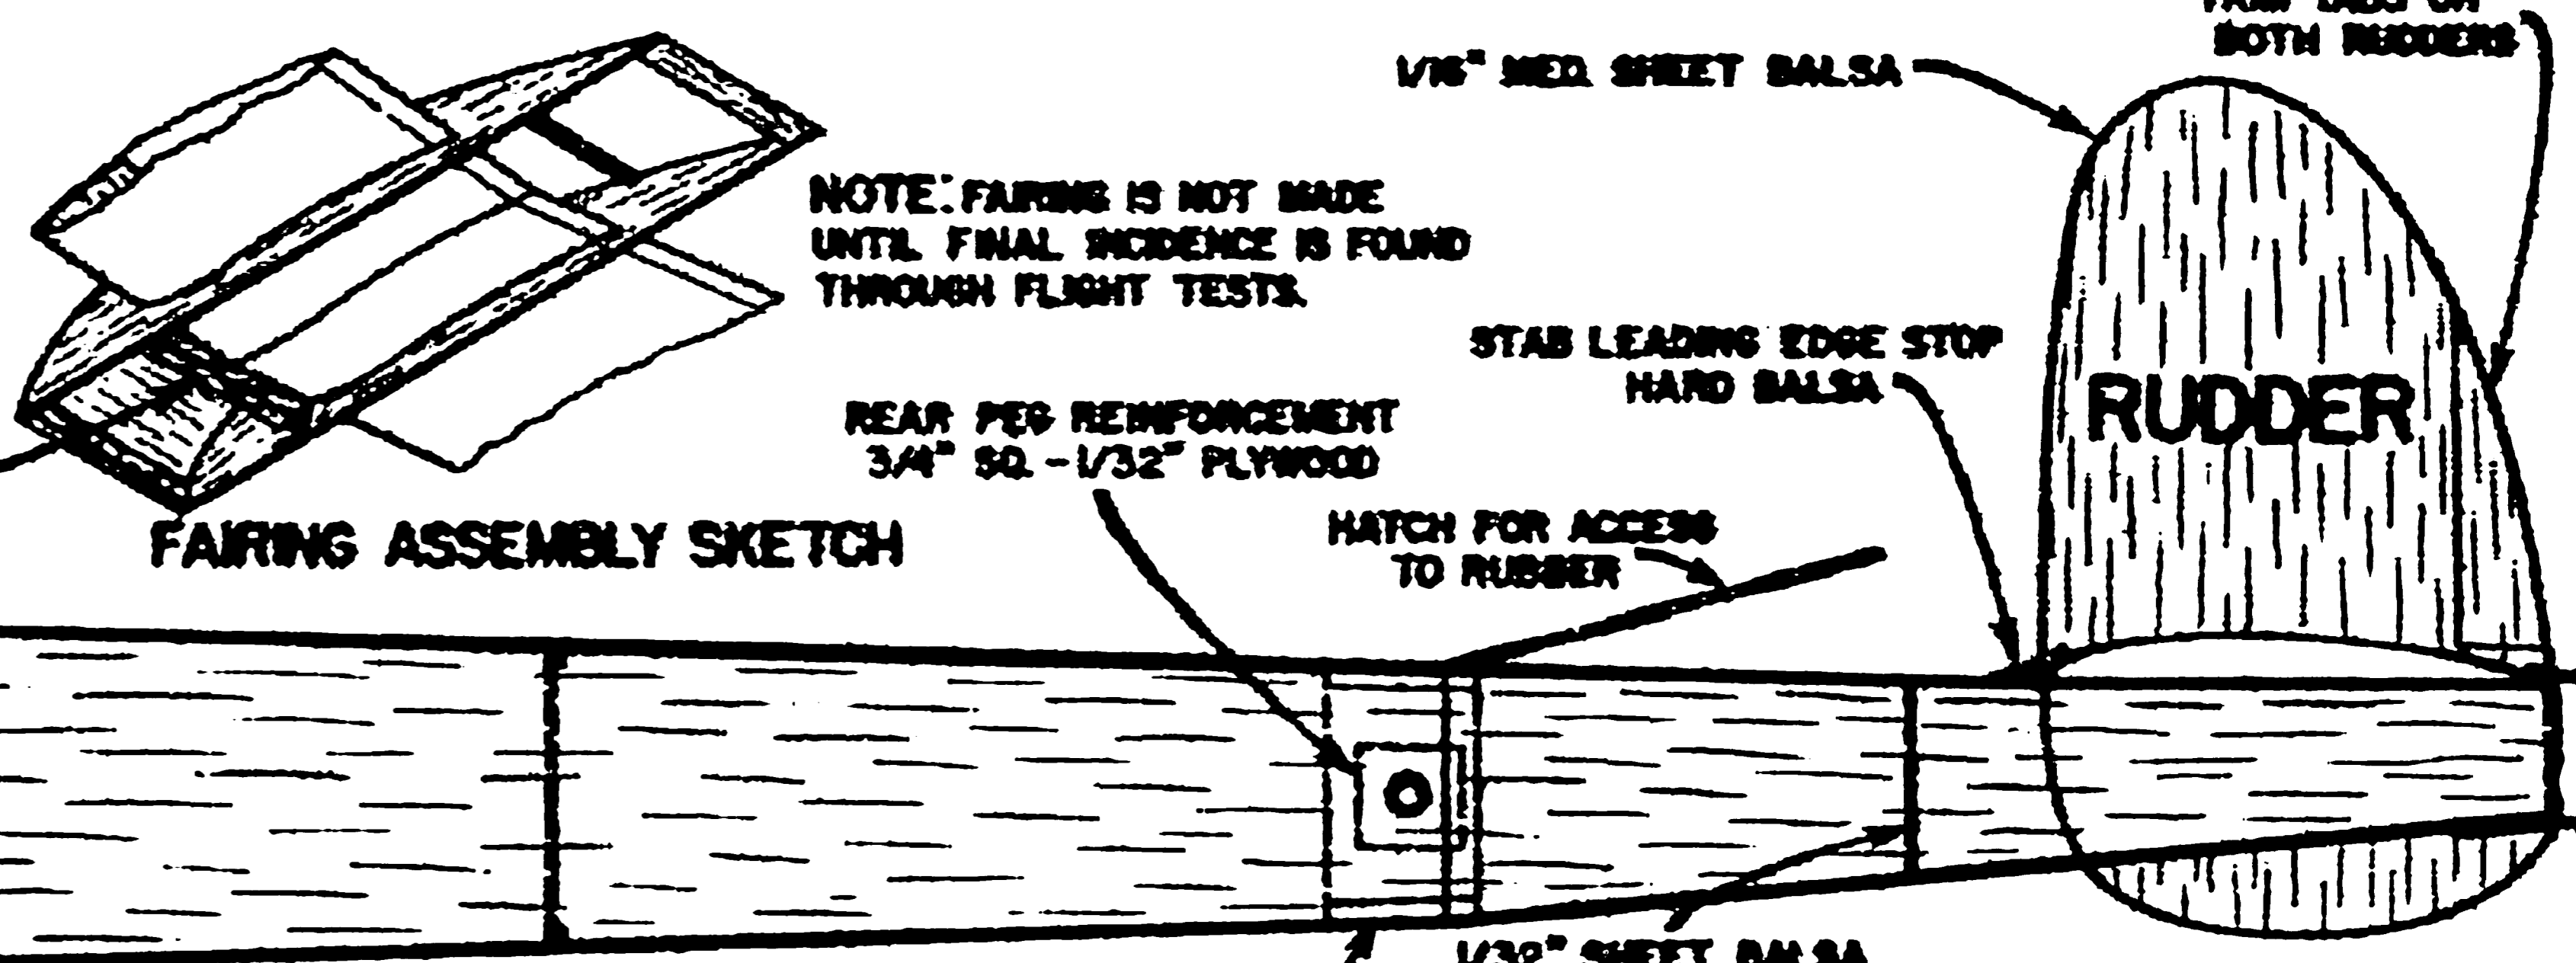 BOTH RUDDERS
1/16" MED. SHEET BALSA
NOTE: FAIRING IS NOT MADE
UNTIL FINAL INCIDENCE IS FOUND
THROUGH FLIGHT TESTS.
STAB LEADING EDGE STOP
HARD BALSA
RUDDER
REAR PEG REINFORCEMENT
3/4" SQ. - 1/32" PLYWOOD
HATCH FOR ACCESS
TO RUBBER
FAIRING ASSEMBLY SKETCH
1/32" SHEET BALSA